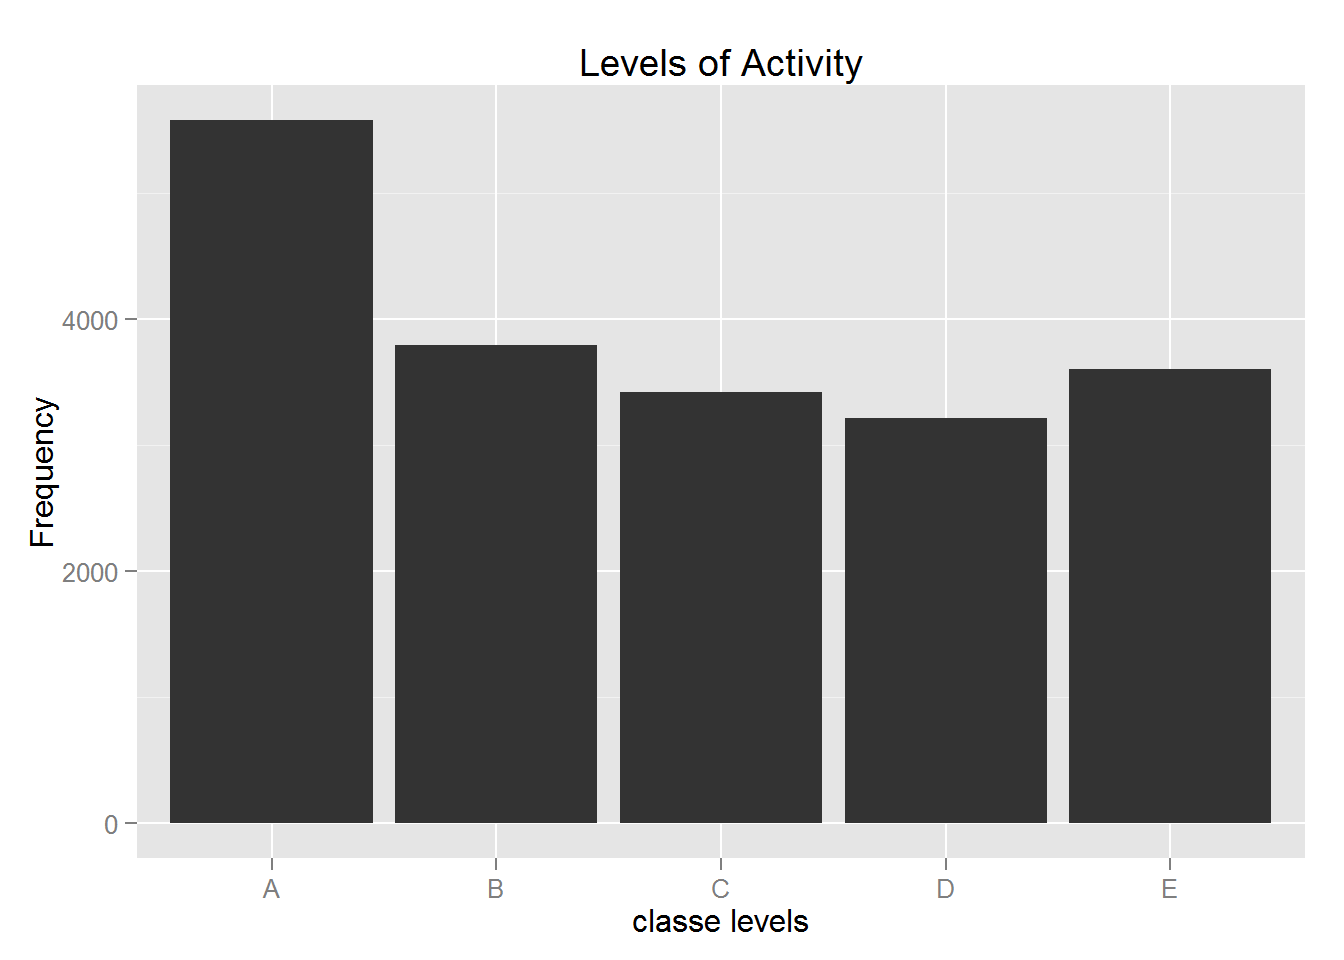 Levels of Activity
Frequency
4000
2000
0
A B C D E
classe levels